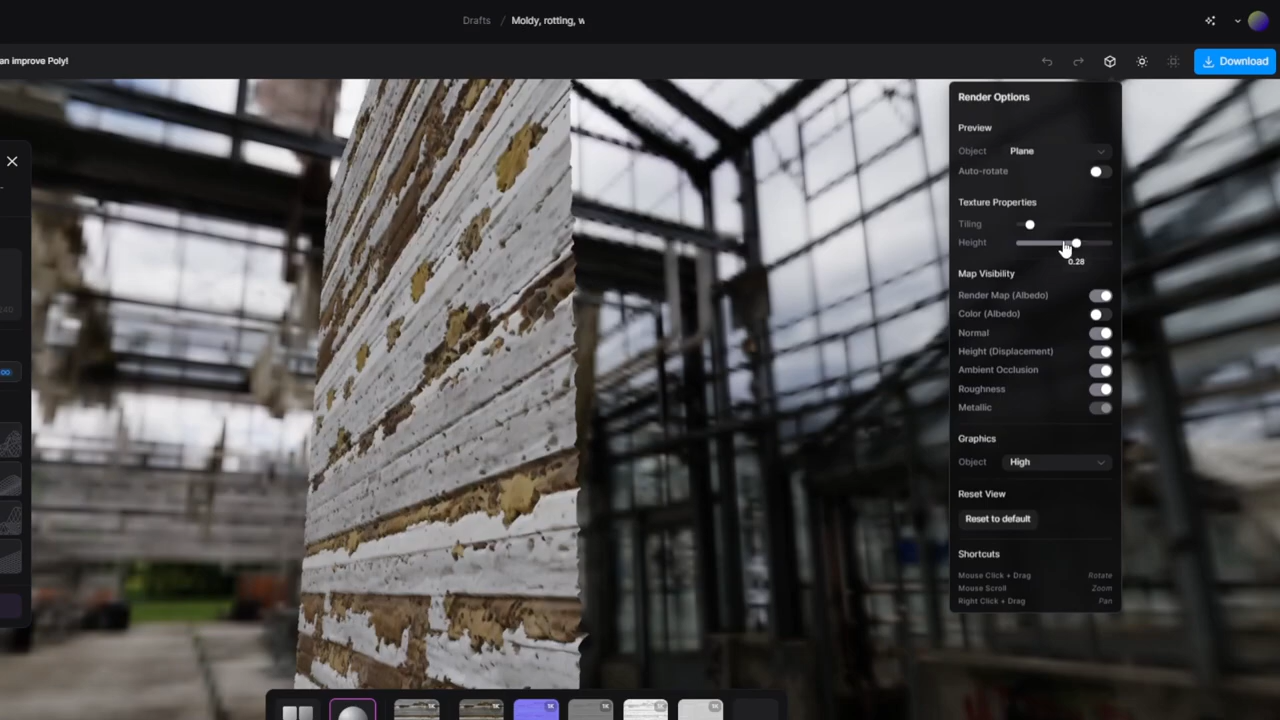 Drafts / Moldy, rotting, w
an improve Poly!
Download
Render Options
Preview
Object Plane
Auto-rotate
Texture Properties
Tiling
Height
0.28
Map Visibility
Render Map (Albedo)
Color (Albedo)
Normal
Height (Displacement)
Ambient Occlusion
Roughness
Metallic
Graphics
Object High
Reset View
Reset to default
Shortcuts
Mouse Click + Drag Rotate
Mouse Scroll Zoom
Right Click + Drag Pan